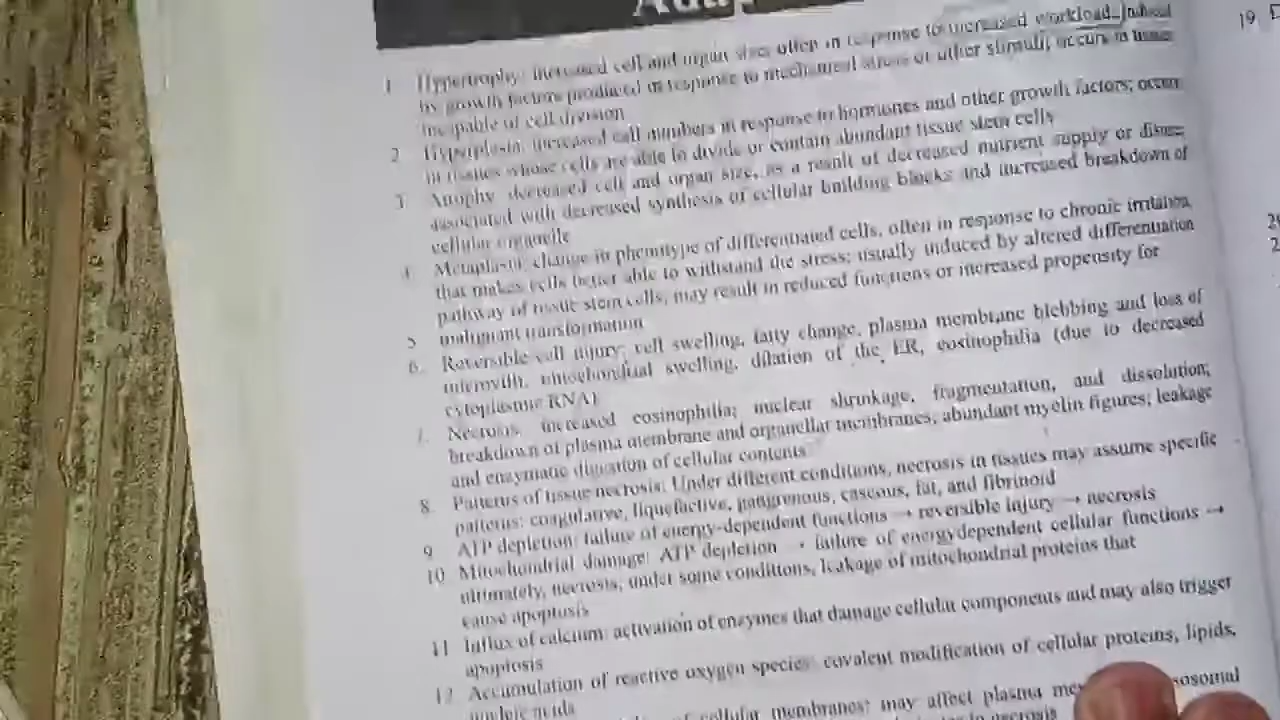 Adap
19.
1 Hypertrophy: increased cell and organ size, often in response to increased workload. Induced
by growth factors produced in response to mechanical stress or other stimuli; occurs in tissues
incapable of cell division
2 Hyperplasia: increased cell numbers in response to hormones and other growth factors; occurs
in tissues whose cells are able to divide or contain abundant tissue stem cells
3 Atrophy: decreased cell and organ size, as a result of decreased nutrient supply or disuse;
associated with decreased synthesis of cellular building blocks and increased breakdown of
cellular organelle
4 Metaplasia: change in phenotype of differentiated cells, often in response to chronic irritation,
that makes cells better able to withstand the stress; usually induced by altered differentiation
pathway of tissue stem cells; may result in reduced functions or increased propensity for
5 malignant transformation
6. Reversible cell injury: cell swelling, fatty change, plasma membrane blebbing and loss of
microvilli, mitochondrial swelling, dilation of the ER, eosinophilia (due to decreased
cytoplasmic RNA)
7. Necrosis: increased eosinophilia; nuclear shrinkage, fragmentation, and dissolution;
breakdown of plasma membrane and organellar membranes; abundant myelin figures; leakage
and enzymatic digestion of cellular contents
8. Patterns of tissue necrosis: Under different conditions, necrosis in tissues may assume specific
patterns: coagulative, liquefactive, gangrenous, caseous, fat, and fibrinoid
9 ATP depletion: failure of energy-dependent functions → reversible injury → necrosis
10 Mitochondrial damage: ATP depletion → failure of energydependent cellular functions →
ultimately, necrosis; under some conditions, leakage of mitochondrial proteins that
cause apoptosis
11 Influx of calcium: activation of enzymes that damage cellular components and may also trigger
apoptosis
12 Accumulation of reactive oxygen species: covalent modification of cellular proteins, lipids,
nucleic acids
of cellular membranes: may affect plasma sosomal
in necrosis